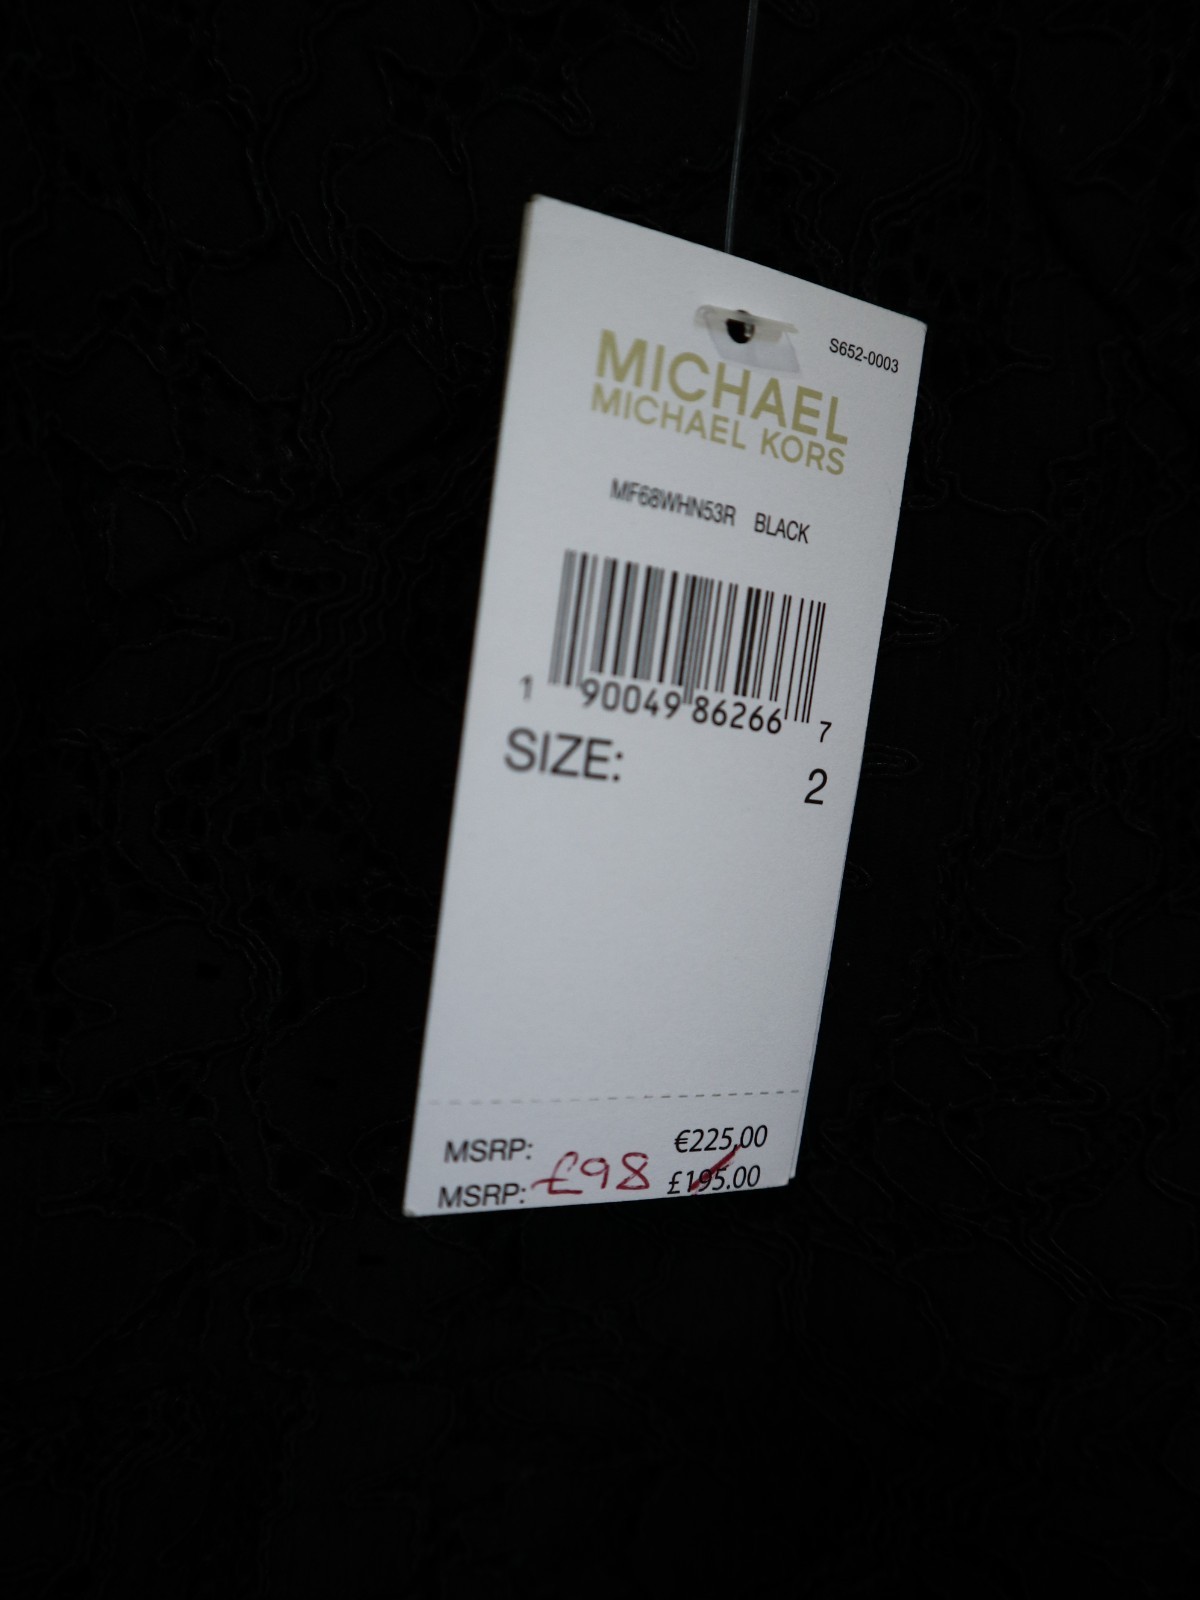 S652-0003
MICHAEL
MICHAEL KORS
MF68WHN53R BLACK
1 90049 86266 7
SIZE: 2
MSRP: €225.00
MSRP: £98 £195.00